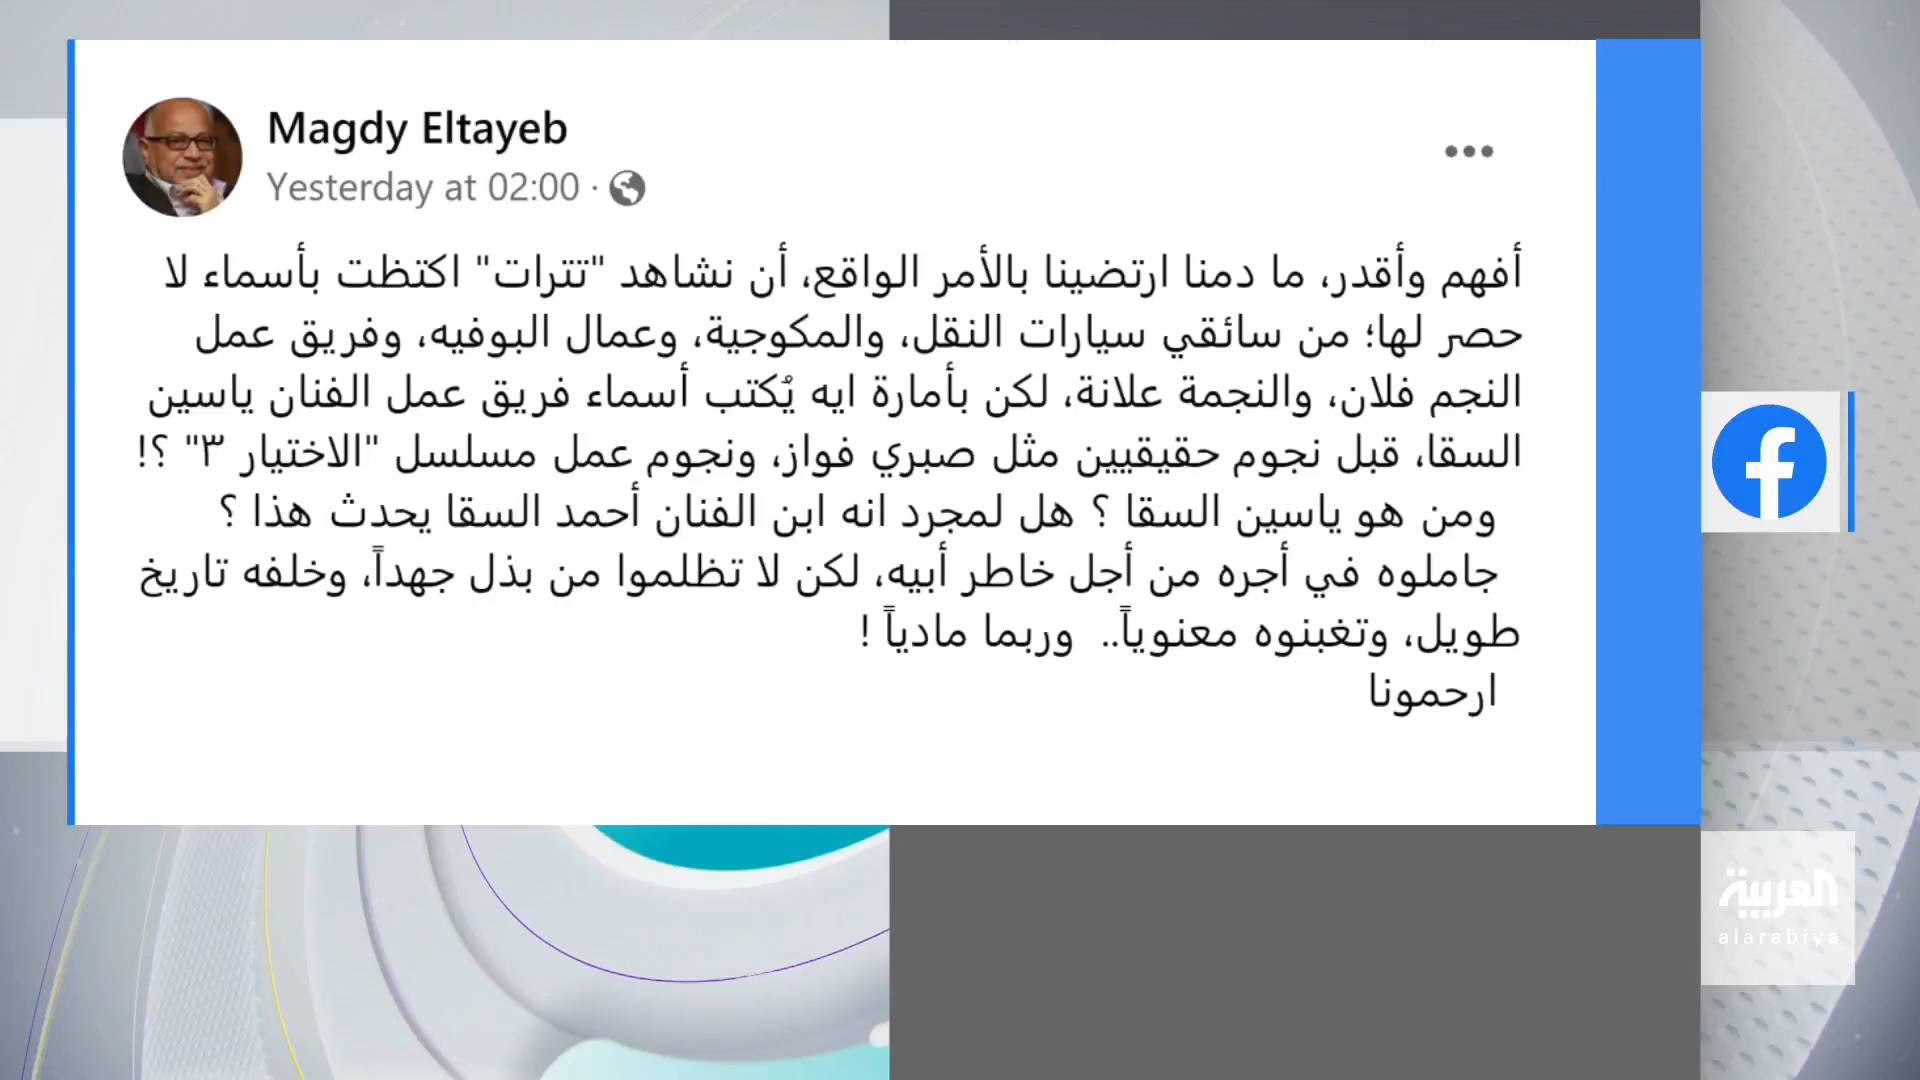 Magdy Eltayeb
Yesterday at 02:00 ·
أفهم وأقدر، ما دمنا ارتضينا بالأمر الواقع، أن نشاهد "تترات" اكتظت بأسماء لا
حصر لها؛ من سائقي سيارات النقل، والمكوجية، وعمال البوفيه، وفريق عمل
النجم فلان، والنجمة علانة، لكن بأمارة ايه يُكتب أسماء فريق عمل الفنان ياسين
السقا، قبل نجوم حقيقيين مثل صبري فواز، ونجوم عمل مسلسل "الاختيار ٣" ؟!
ومن هو ياسين السقا ؟ هل لمجرد انه ابن الفنان أحمد السقا يحدث هذا ؟
جاملوه في أجره من أجل خاطر أبيه، لكن لا تظلموا من بذل جهداً، وخلفه تاريخ
طويل، وتغبنوه معنوياً.. وربما مادياً !
ارحمونا
العربية
alarabiya